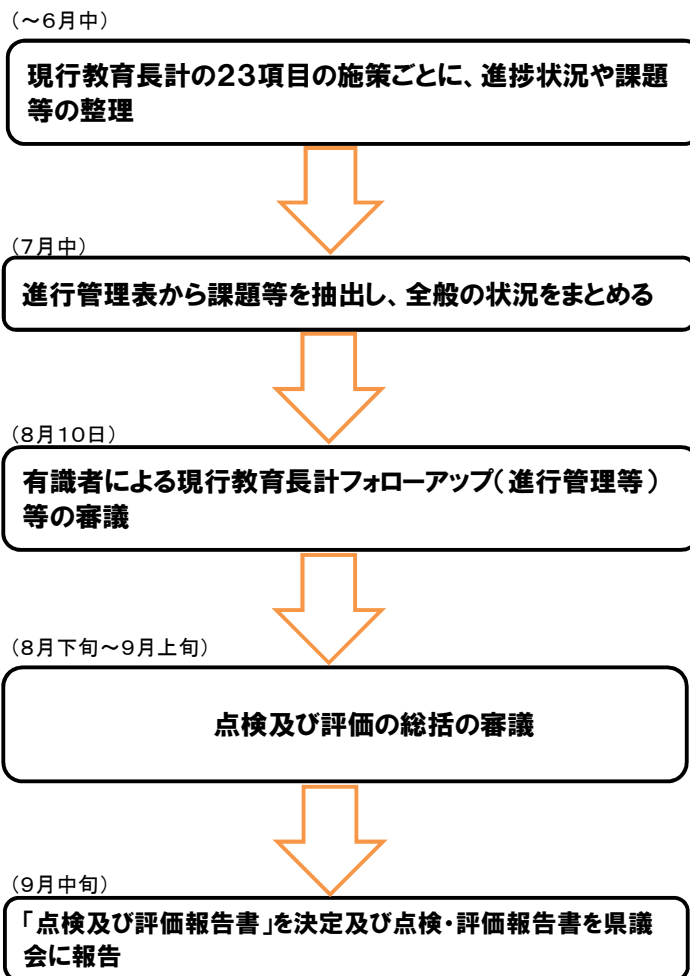 （～６月中）
現行教育長計の２３項目の施策ごとに、進捗状況や課題
等の整理
（７月中）
進行管理表から課題等を抽出し、全般の状況をまとめる
（８月１０日）
有識者による現行教育長計フォローアップ（進行管理等）
等の審議
（８月下旬～９月上旬）
点検及び評価の総括の審議
（９月中旬）
「点検及び評価報告書」を決定及び点検・評価報告書を県議
会に報告